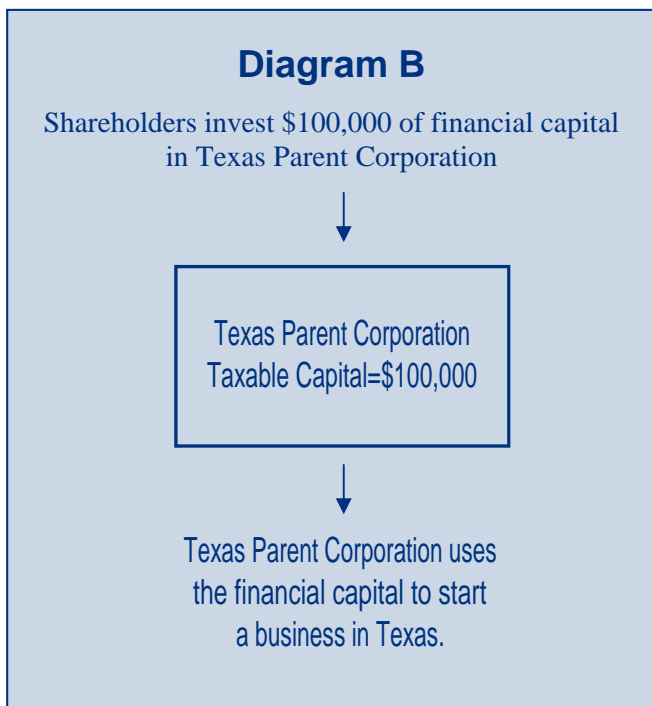 Diagram B
Shareholders invest $100,000 of financial capital
in Texas Parent Corporation
Texas Parent Corporation
Taxable Capital=$100,000
Texas Parent Corporation uses
the financial capital to start
a business in Texas.